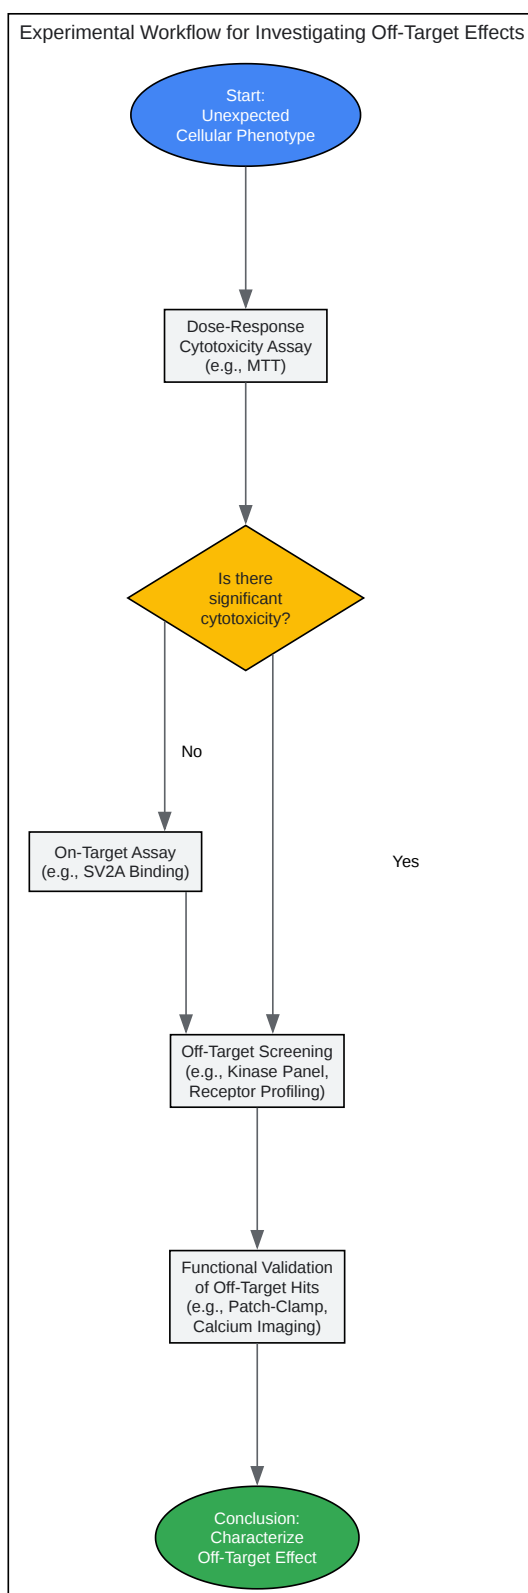 Experimental Workflow for Investigating Off-Target Effects
Start:
Unexpected
Cellular Phenotype
Dose-Response
Cytotoxicity Assay
(e.g., MTT)
Is there
significant
cytotoxicity?
No
On-Target Assay
(e.g., SV2A Binding)
Yes
Off-Target Screening
(e.g., Kinase Panel,
Receptor Profiling)
Functional Validation
of Off-Target Hits
(e.g., Patch-Clamp,
Calcium Imaging)
Conclusion:
Characterize
Off-Target Effect